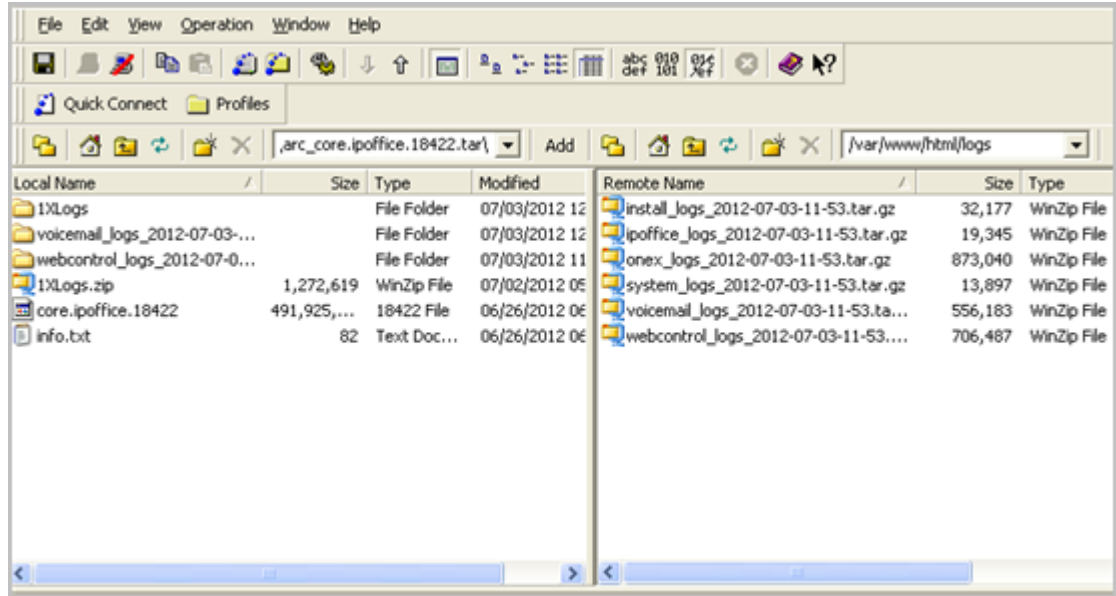 File Edit View Operation Window Help
abc def 010 101
Quick Connect Profiles
,arc_core.ipoffice.18422.tar\ Add /var/www/html/logs
Local Name / Size Type Modified Remote Name / Size Type
1XLogs File Folder 07/03/2012 12 install_logs_2012-07-03-11-53.tar.gz 32,177 WinZip File
voicemail_logs_2012-07-03-... File Folder 07/03/2012 12 ipoffice_logs_2012-07-03-11-53.tar.gz 19,345 WinZip File
webcontrol_logs_2012-07-0... File Folder 07/03/2012 11 onex_logs_2012-07-03-11-53.tar.gz 873,040 WinZip File
1XLogs.zip 1,272,619 WinZip File 07/02/2012 05 system_logs_2012-07-03-11-53.tar.gz 13,897 WinZip File
core.ipoffice.18422 491,925,... 18422 File 06/26/2012 06 voicemail_logs_2012-07-03-11-53.ta... 556,183 WinZip File
info.txt 82 Text Doc... 06/26/2012 06 webcontrol_logs_2012-07-03-11-53.... 706,487 WinZip File